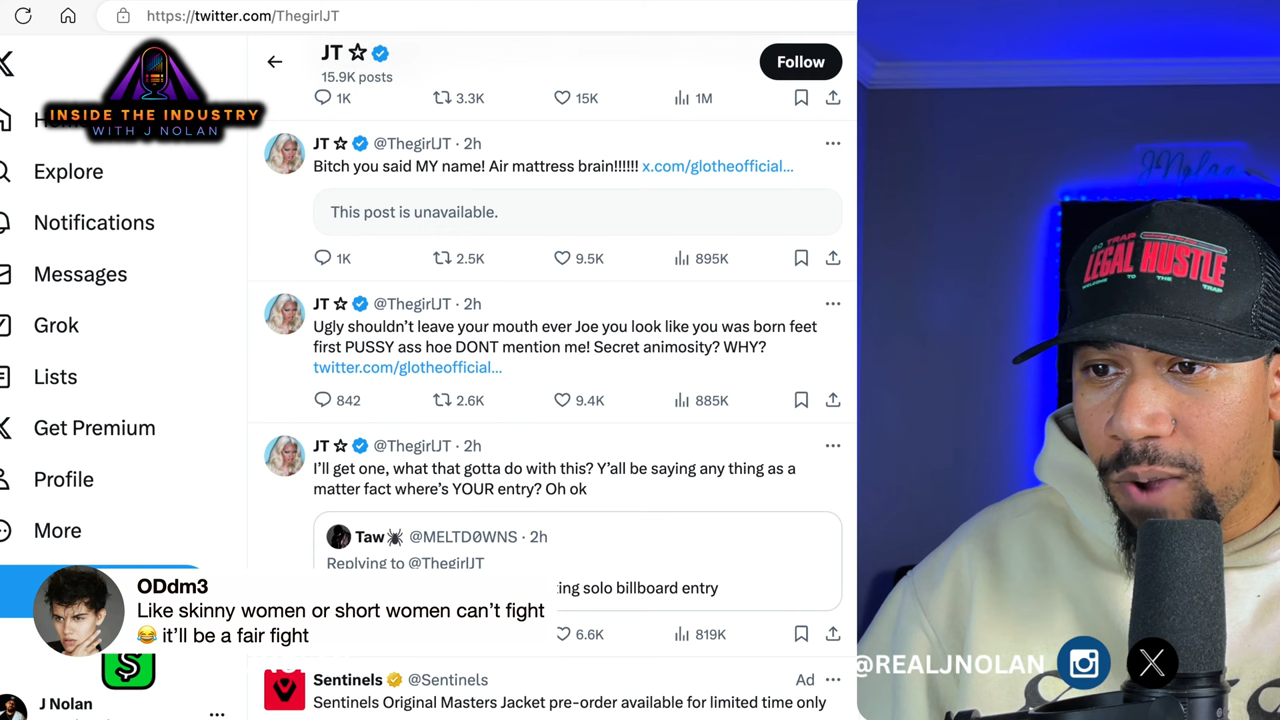 https://twitter.com/ThegirlJT
INSIDE THE INDUSTRY
WITH J NOLAN
Explore
Notifications
Messages
Grok
Lists
Get Premium
Profile
More
J Nolan
JT ☆
15.9K posts
Follow
1K 3.3K 15K 1M
JT ☆ @ThegirlJT · 2h
Bitch you said MY name! Air mattress brain!!!!!! x.com/glotheofficial...
This post is unavailable.
1K 2.5K 9.5K 895K
JT ☆ @ThegirlJT · 2h
Ugly shouldn’t leave your mouth ever Joe you look like you was born feet
first PUSSY ass hoe DONT mention me! Secret animosity? WHY?
twitter.com/glotheofficial...
842 2.6K 9.4K 885K
JT ☆ @ThegirlJT · 2h
I’ll get one, what that gotta do with this? Y’all be saying any thing as a
matter fact where’s YOUR entry? Oh ok
Taw🕷 @MELTD0WNS · 2h
Replying to @ThegirlJT
solo billboard entry
6.6K 819K
ODdm3
Like skinny women or short women can’t fight
😂 it’ll be a fair fight
Sentinels @Sentinels Ad
Sentinels Original Masters Jacket pre-order available for limited time only
GO TRAP
LEGAL HUSTLE
WELCOME TO THE TRAP
JNolan
@REALJNOLAN